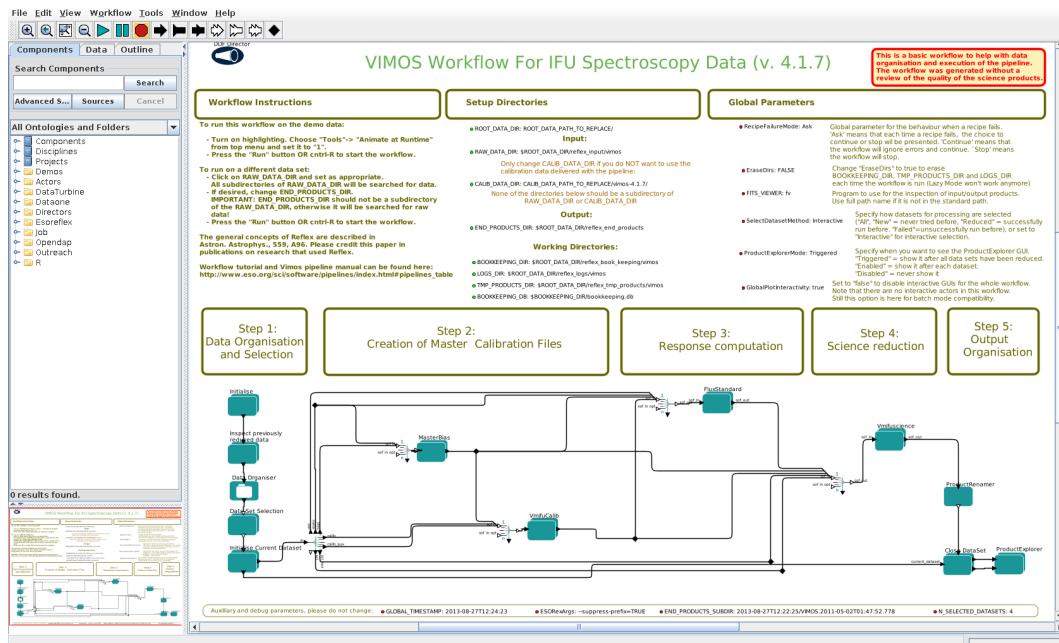 File Edit View Workflow Tools Window Help
Components Data Outline
Search Components
Search
Advanced S... Sources Cancel
All Ontologies and Folders
Components
Disciplines
Projects
Demos
Actors
DataTurbine
Dataone
Directors
Esoreflex
Job
Opendap
Outreach
R
0 results found.
DDF Director
VIMOS Workflow For IFU Spectroscopy Data (v. 4.1.7)
This is a basic workflow to help with data
organisation and execution of the pipeline.
The workflow was generated without a
review of the quality of the science products.
Workflow Instructions
To run this workflow on the demo data:
- Turn on highlighting. Choose "Tools"-> "Animate at Runtime"
from top menu and set it to "1".
- Press the "Run" button OR cntrl-R to start the workflow.
To run on a different data set:
- Click on RAW_DATA_DIR and set as appropriate.
All subdirectories of RAW_DATA_DIR will be searched for data.
- If desired, change END_PRODUCTS_DIR.
IMPORTANT: END_PRODUCTS_DIR should not be a subdirectory
of the RAW_DATA_DIR, otherwise it will be searched for raw
data!
- Press the "Run" button OR cntrl-R to start the workflow.
The general concepts of Reflex are described in
Astron. Astrophys., 559, A96. Please credit this paper in
publications on research that used Reflex.
Workflow tutorial and Vimos pipeline manual can be found here:
http://www.eso.org/sci/software/pipelines/index.html#pipelines_table
Setup Directories
ROOT_DATA_DIR: ROOT_DATA_PATH_TO_REPLACE/
Input:
RAW_DATA_DIR: $ROOT_DATA_DIR/reflex_input/vimos
Only change CALIB_DATA_DIR if you do NOT want to use the
calibration data delivered with the pipeline:
CALIB_DATA_DIR: CALIB_DATA_PATH_TO_REPLACE/vimos-4.1.7/
None of the directories below should be a subdirectory of
RAW_DATA_DIR or CALIB_DATA_DIR
Output:
END_PRODUCTS_DIR: $ROOT_DATA_DIR/reflex_end_products
Working Directories:
BOOKKEEPING_DIR: $ROOT_DATA_DIR/reflex_book_keeping/vimos
LOGS_DIR: $ROOT_DATA_DIR/reflex_logs/vimos
TMP_PRODUCTS_DIR: $ROOT_DATA_DIR/reflex_tmp_products/vimos
BOOKKEEPING_DB: $BOOKKEEPING_DIR/bookkeeping.db
Global Parameters
RecipeFailureMode: Ask
Global parameter for the behaviour when a recipe fails.
'Ask' means that each time a recipe fails, the choice to
continue or stop wil be presented. 'Continue' means that
the workflow will ignore errors and continue. 'Stop' means
the workflow will stop.
EraseDirs: FALSE
Change "EraseDirs" to true to erase
BOOKKEEPING_DIR, TMP_PRODUCTS_DIR and LOGS_DIR
each time the workflow is run (Lazy Mode won't work anymore)
FITS_VIEWER: fv
Program to use for the inspection of input/output products.
Use full path name if it is not in the standard path.
SelectDatasetMethod: Interactive
Specify how datasets for processing are selected
("All", "New" = never tried before, "Reduced" = successfully
run before. "Failed"=unsuccessfully run before), or set to
"Interactive" for interactive selection.
ProductExplorerMode: Triggered
Specify when you want to see the ProductExplorer GUI.
"Triggered" = show it after all data sets have been reduced.
"Enabled" = show it after each dataset.
"Disabled" = never show it
GlobalPlotInteractivity: true
Set to "false" to disable interactive GUIs for the whole workflow.
Note that there are no interactive actors in this workflow.
Still this option is here for batch mode compatibility.
Step 1:
Data Organisation
and Selection
Step 2:
Creation of Master Calibration Files
Step 3:
Response computation
Step 4:
Science reduction
Step 5:
Output
Organisation
Initialise
Inspect previously
reduced data
Data Organiser
DataSet Selection
Initialise Current Dataset
MasterBias
VmifuCalib
FluxStandard
Vmifuscience
ProductRenamer
Close DataSet
ProductExplorer
current_dataset
Auxilliary and debug parameters, please do not change:
GLOBAL_TIMESTAMP: 2013-08-27T12:24:23
ESORexArgs: --suppress-prefix=TRUE
END_PRODUCTS_SUBDIR: 2013-08-27T12:22:25/VIMOS.2011-05-02T01:47:52.778
N_SELECTED_DATASETS: 4